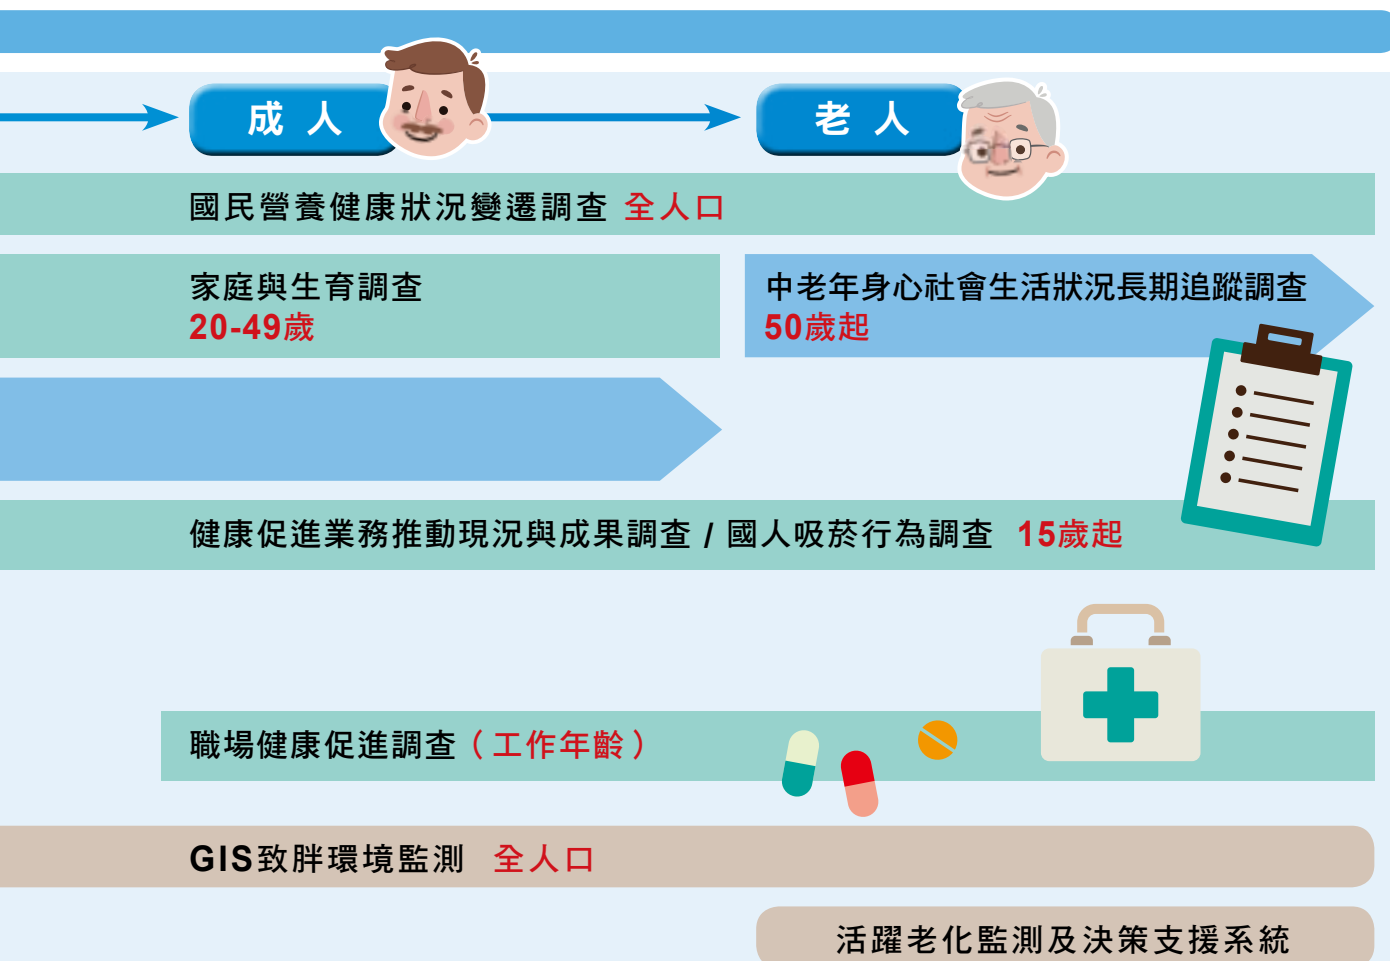 成人
老人
國民營養健康狀況變遷調查 全人口
家庭與生育調查
20-49歲
中老年身心社會生活狀況長期追蹤調查
50歲起
健康促進業務推動現況與成果調查 / 國人吸菸行為調查 15歲起
職場健康促進調查（工作年齡）
GIS致胖環境監測 全人口
活躍老化監測及決策支援系統